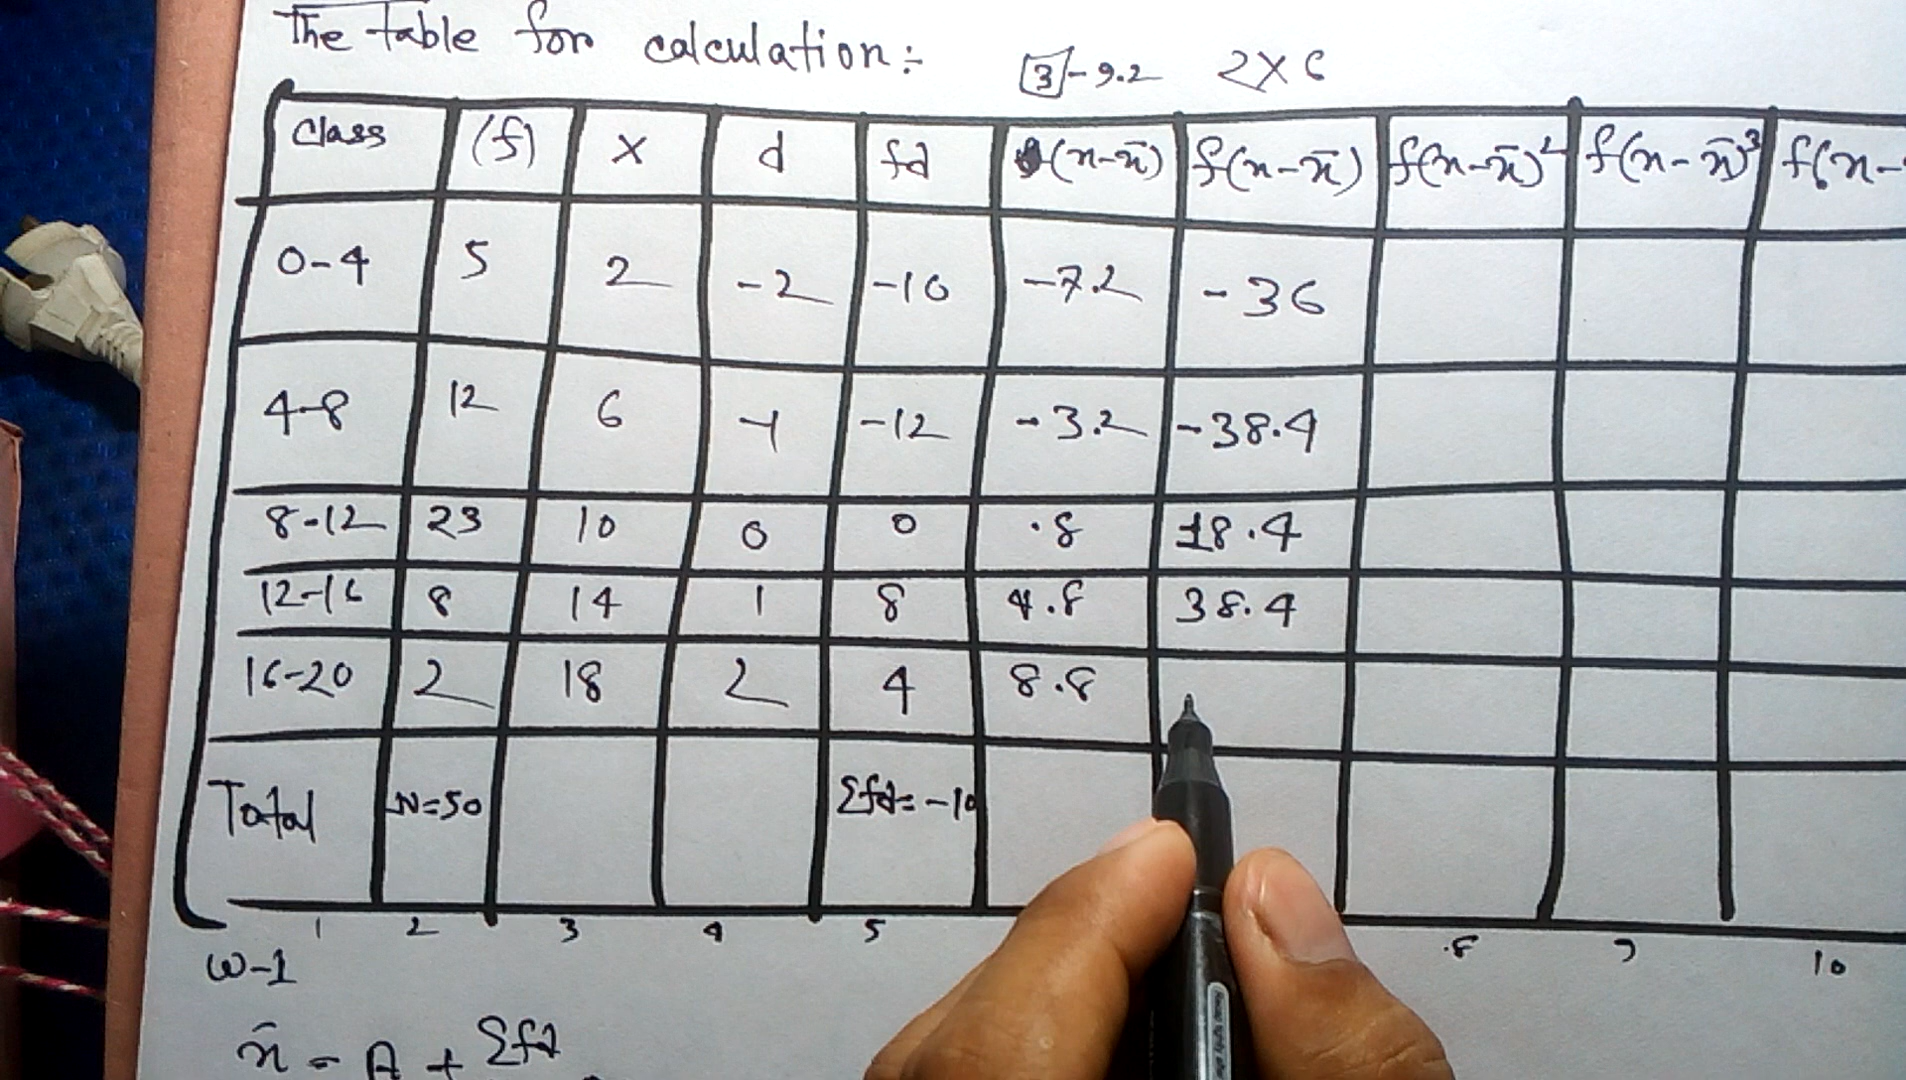 The table for calculation:
3-9.2 2×6
Class (f) x d fd (x-x̄) f(x-x̄) f(x-x̄)² f(x-x̄)³ f(x-
0-4 5 2 -2 -10 -7.2 -36
4-8 12 6 -1 -12 -3.2 -38.4
8-12 23 10 0 0 .8 18.4
12-16 8 14 1 8 4.8 38.4
16-20 2 18 2 4 8.8
Total N=50 Σfd=-10
1 2 3 4 5 8 9 10
W-1
x̄ = A + Σfd